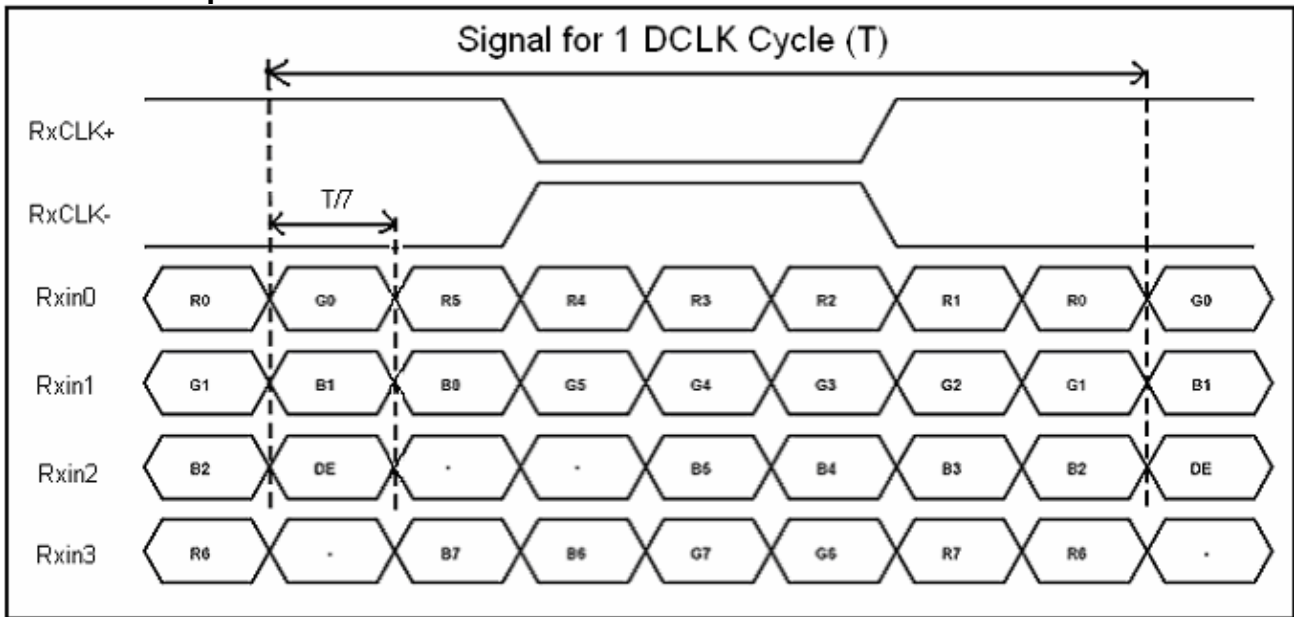 Signal for 1 DCLK Cycle (T)
RxCLK+
RxCLK-
T/7
Rxin0 R0 G0 R5 R4 R3 R2 R1 R0 G0
Rxin1 G1 B1 B0 G5 G4 G3 G2 G1 B1
Rxin2 B2 DE - - B5 B4 B3 B2 DE
Rxin3 R6 - B7 B6 G7 G6 R7 R6 -